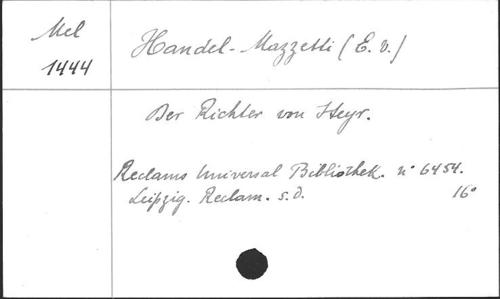 Mel
1444
Handel-Mazzetti (E. v.)
Der Richter von Steyr.
Reclams Universal Bibliothek. n° 6454.
Leipzig. Reclam. s.d. 16°